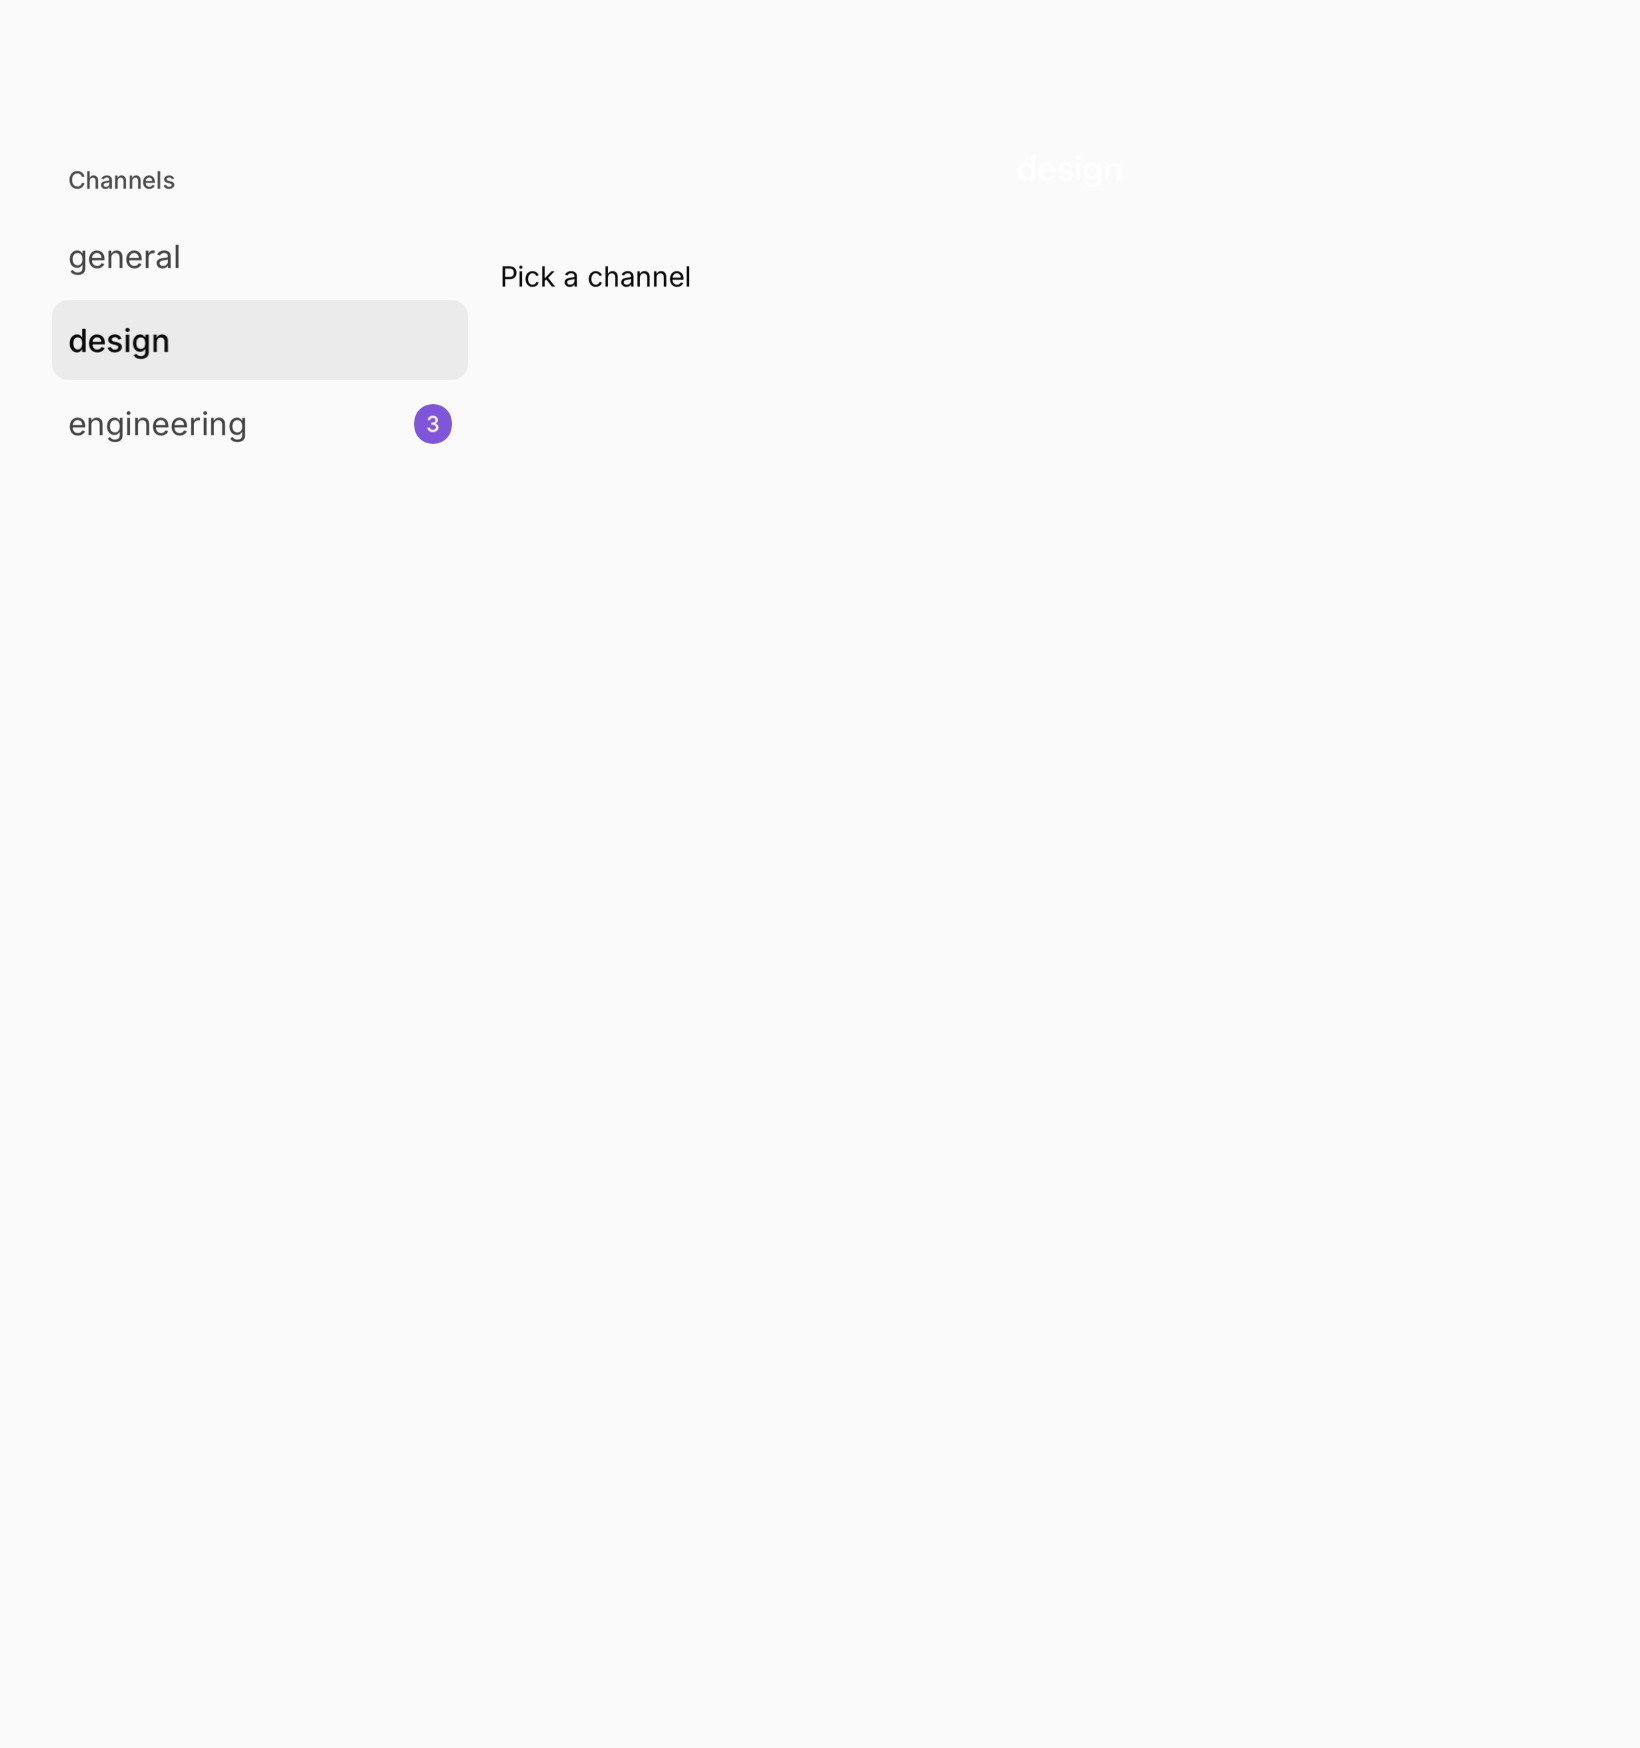 Channels
general
design
engineering
3
design
Pick a channel